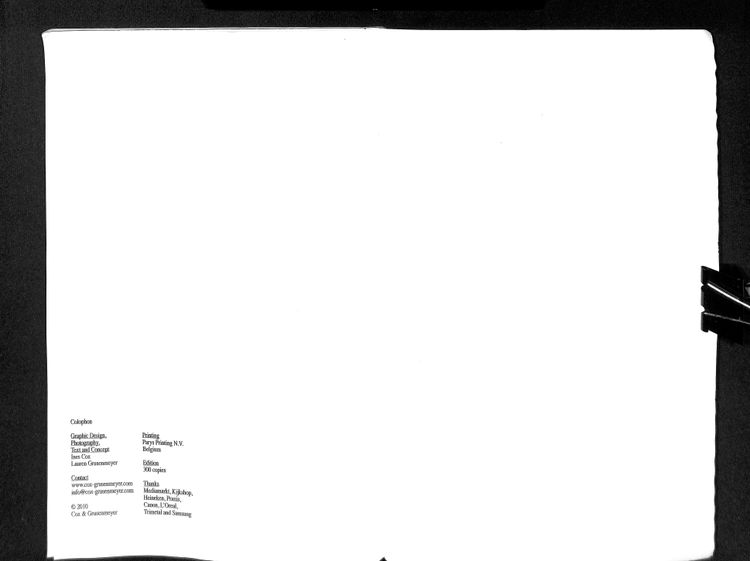 Colophon
Graphic Design,
Photography,
Text and Concept
Ines Cox
Lauren Grusenmeyer
Contact
www.cox-grusenmeyer.com
info@cox-grusenmeyer.com
© 2010
Cox & Grusenmeyer
Printing
Parys Printing N.V.
Belgium
Edition
300 copies
Thanks
Mediamarkt, Kijkshop,
Heineken,
Canon, L'Oreal,
Trimetal and Samsung